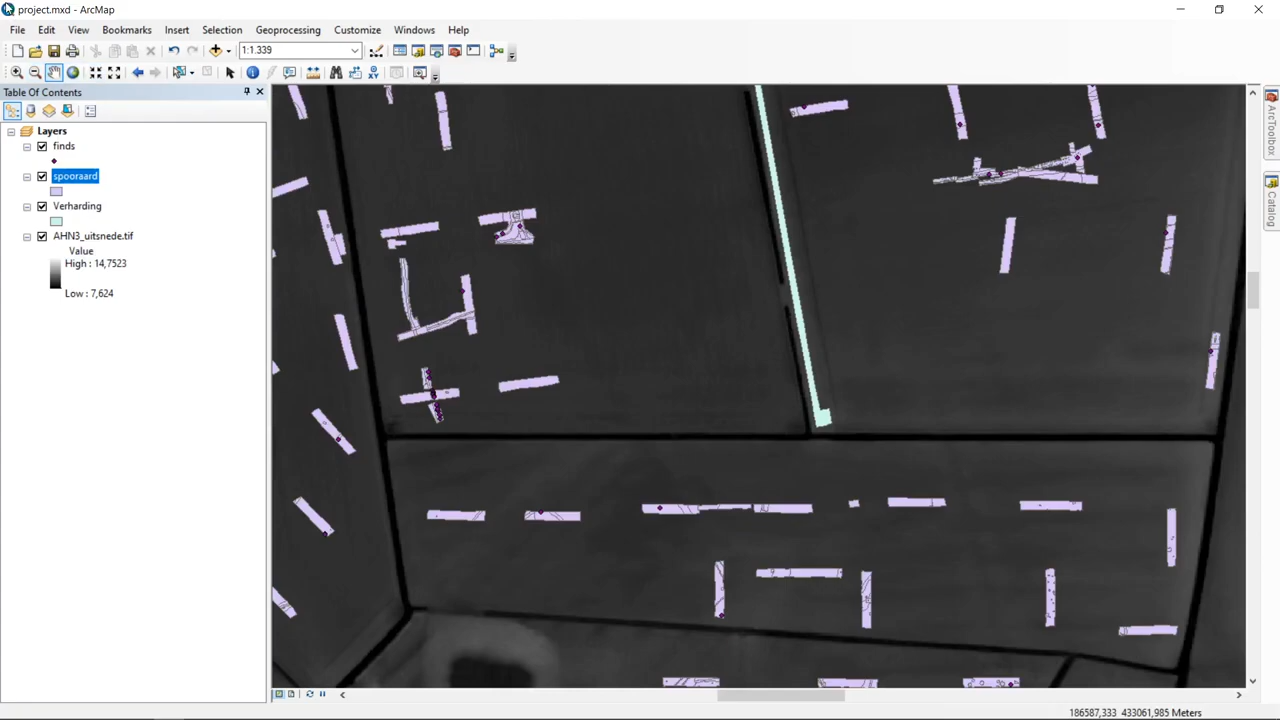 project.mxd - ArcMap
File Edit View Bookmarks Insert Selection Geoprocessing Customize Windows Help
1:1.339
Table Of Contents
Layers
finds
spooraard
Verharding
AHN3_uitsnede.tif
Value
High : 14,7523
Low : 7,624
ArcToolbox
Catalog
186587,333 433061,985 Meters